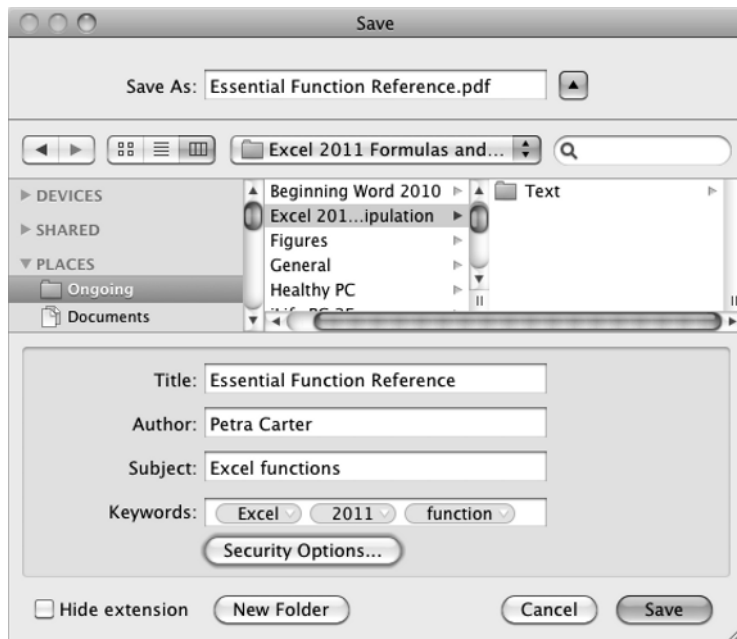 Save
Save As: Essential Function Reference.pdf
Excel 2011 Formulas and...
DEVICES
SHARED
PLACES
Ongoing
Documents
Beginning Word 2010
Excel 201...ipulation
Figures
General
Healthy PC
Text
Title: Essential Function Reference
Author: Petra Carter
Subject: Excel functions
Keywords: Excel 2011 function
Security Options...
Hide extension New Folder Cancel Save